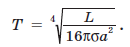 T = ⁴√(L / 16πσa²) .